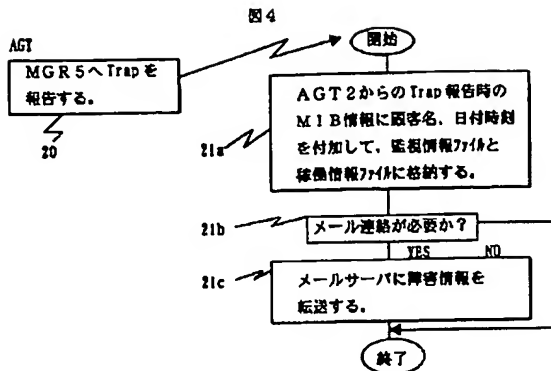 図4
AGT
MGR5へTrapを
報告する。
20
開始
AGT2からのTrap報告時の
MIB情報に顧客名，日付時刻
を付加して，監視情報ファイルと
稼働情報ファイルに格納する。
21a
21b
メール連絡が必要か？
YES NO
21c
メールサーバに障害情報を
転送する。
終了